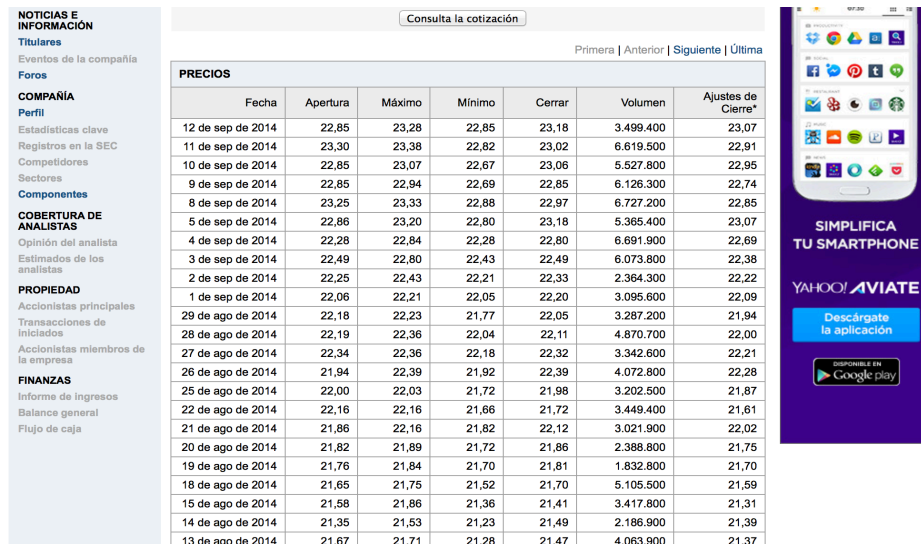 NOTICIAS E
INFORMACIÓN
Titulares
Eventos de la compañía
Foros
COMPAÑÍA
Perfil
Estadísticas clave
Registros en la SEC
Competidores
Sectores
Componentes
COBERTURA DE
ANALISTAS
Opinión del analista
Estimados de los
analistas
PROPIEDAD
Accionistas principales
Transacciones de
iniciados
Accionistas miembros de
la empresa
FINANZAS
Informe de ingresos
Balance general
Flujo de caja
Consulta la cotización
Primera | Anterior | Siguiente | Última
PRECIOS
Fecha Apertura Máximo Mínimo Cerrar Volumen Ajustes de
Cierre*
12 de sep de 2014 22,85 23,28 22,85 23,18 3.499.400 23,07
11 de sep de 2014 23,30 23,38 22,82 23,02 6.619.500 22,91
10 de sep de 2014 22,85 23,07 22,67 23,06 5.527.800 22,95
9 de sep de 2014 22,85 22,94 22,69 22,85 6.126.300 22,74
8 de sep de 2014 23,25 23,33 22,88 22,97 6.727.200 22,85
5 de sep de 2014 22,86 23,20 22,80 23,18 5.365.400 23,07
4 de sep de 2014 22,28 22,84 22,28 22,80 6.691.900 22,69
3 de sep de 2014 22,49 22,80 22,43 22,49 6.073.800 22,38
2 de sep de 2014 22,25 22,43 22,21 22,33 2.364.300 22,22
1 de sep de 2014 22,06 22,21 22,05 22,20 3.095.600 22,09
29 de ago de 2014 22,18 22,23 21,77 22,05 3.287.200 21,94
28 de ago de 2014 22,19 22,36 22,04 22,11 4.870.700 22,00
27 de ago de 2014 22,34 22,36 22,18 22,32 3.342.600 22,21
26 de ago de 2014 21,94 22,39 21,92 22,39 4.072.800 22,28
25 de ago de 2014 22,00 22,03 21,72 21,98 3.202.500 21,87
22 de ago de 2014 22,16 22,16 21,66 21,72 3.449.400 21,61
21 de ago de 2014 21,86 22,16 21,82 22,12 3.021.900 22,02
20 de ago de 2014 21,82 21,89 21,72 21,86 2.388.800 21,75
19 de ago de 2014 21,76 21,84 21,70 21,81 1.832.800 21,70
18 de ago de 2014 21,65 21,75 21,52 21,70 5.105.500 21,59
15 de ago de 2014 21,58 21,86 21,36 21,41 3.417.800 21,31
14 de ago de 2014 21,35 21,53 21,23 21,49 2.186.900 21,39
13 de ago de 2014 21,67 21,71 21,28 21,47 4.063.900 21,37
SIMPLIFICA
TU SMARTPHONE
YAHOO! AVIATE
Descárgate
la aplicación
DISPONIBLE EN
Google play